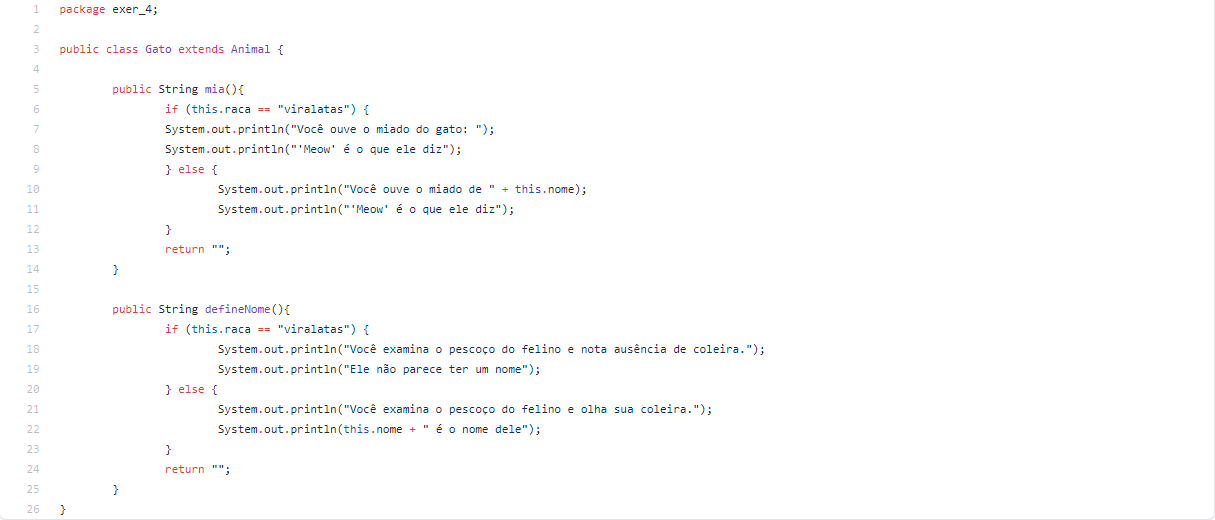 1 package exer_4;
2
3 public class Gato extends Animal {
4
5 public String mia(){
6 if (this.raca == "viralatas") {
7 System.out.println("Você ouve o miado do gato: ");
8 System.out.println("'Meow' é o que ele diz");
9 } else {
10 System.out.println("Você ouve o miado de " + this.nome);
11 System.out.println("'Meow' é o que ele diz");
12 }
13 return "";
14 }
15
16 public String defineNome(){
17 if (this.raca == "viralatas") {
18 System.out.println("Você examina o pescoço do felino e nota ausência de coleira.");
19 System.out.println("Ele não parece ter um nome");
20 } else {
21 System.out.println("Você examina o pescoço do felino e olha sua coleira.");
22 System.out.println(this.nome + " é o nome dele");
23 }
24 return "";
25 }
26 }